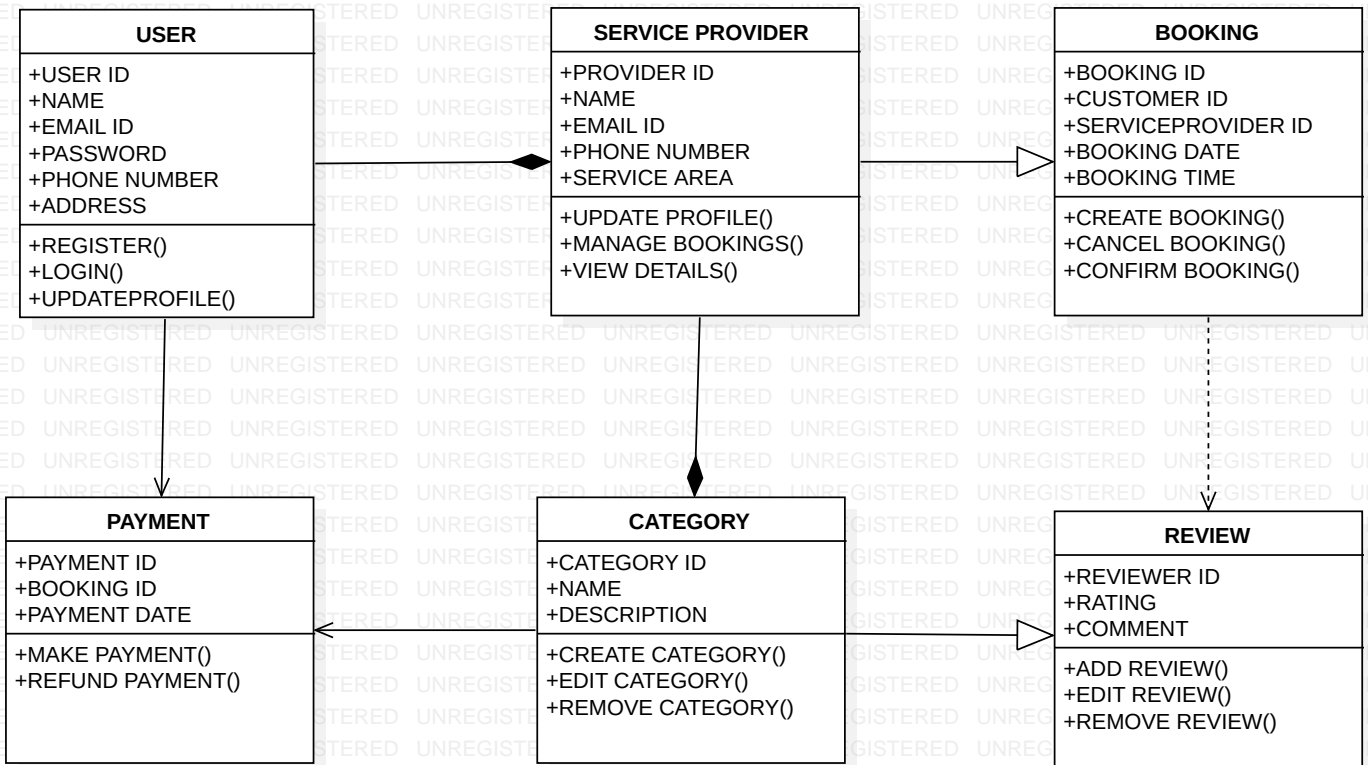 USER
+USER ID
+NAME
+EMAIL ID
+PASSWORD
+PHONE NUMBER
+ADDRESS
+REGISTER()
+LOGIN()
+UPDATEPROFILE()
SERVICE PROVIDER
+PROVIDER ID
+NAME
+EMAIL ID
+PHONE NUMBER
+SERVICE AREA
+UPDATE PROFILE()
+MANAGE BOOKINGS()
+VIEW DETAILS()
BOOKING
+BOOKING ID
+CUSTOMER ID
+SERVICEPROVIDER ID
+BOOKING DATE
+BOOKING TIME
+CREATE BOOKING()
+CANCEL BOOKING()
+CONFIRM BOOKING()
PAYMENT
+PAYMENT ID
+BOOKING ID
+PAYMENT DATE
+MAKE PAYMENT()
+REFUND PAYMENT()
CATEGORY
+CATEGORY ID
+NAME
+DESCRIPTION
+CREATE CATEGORY()
+EDIT CATEGORY()
+REMOVE CATEGORY()
REVIEW
+REVIEWER ID
+RATING
+COMMENT
+ADD REVIEW()
+EDIT REVIEW()
+REMOVE REVIEW()
UNREGISTERED